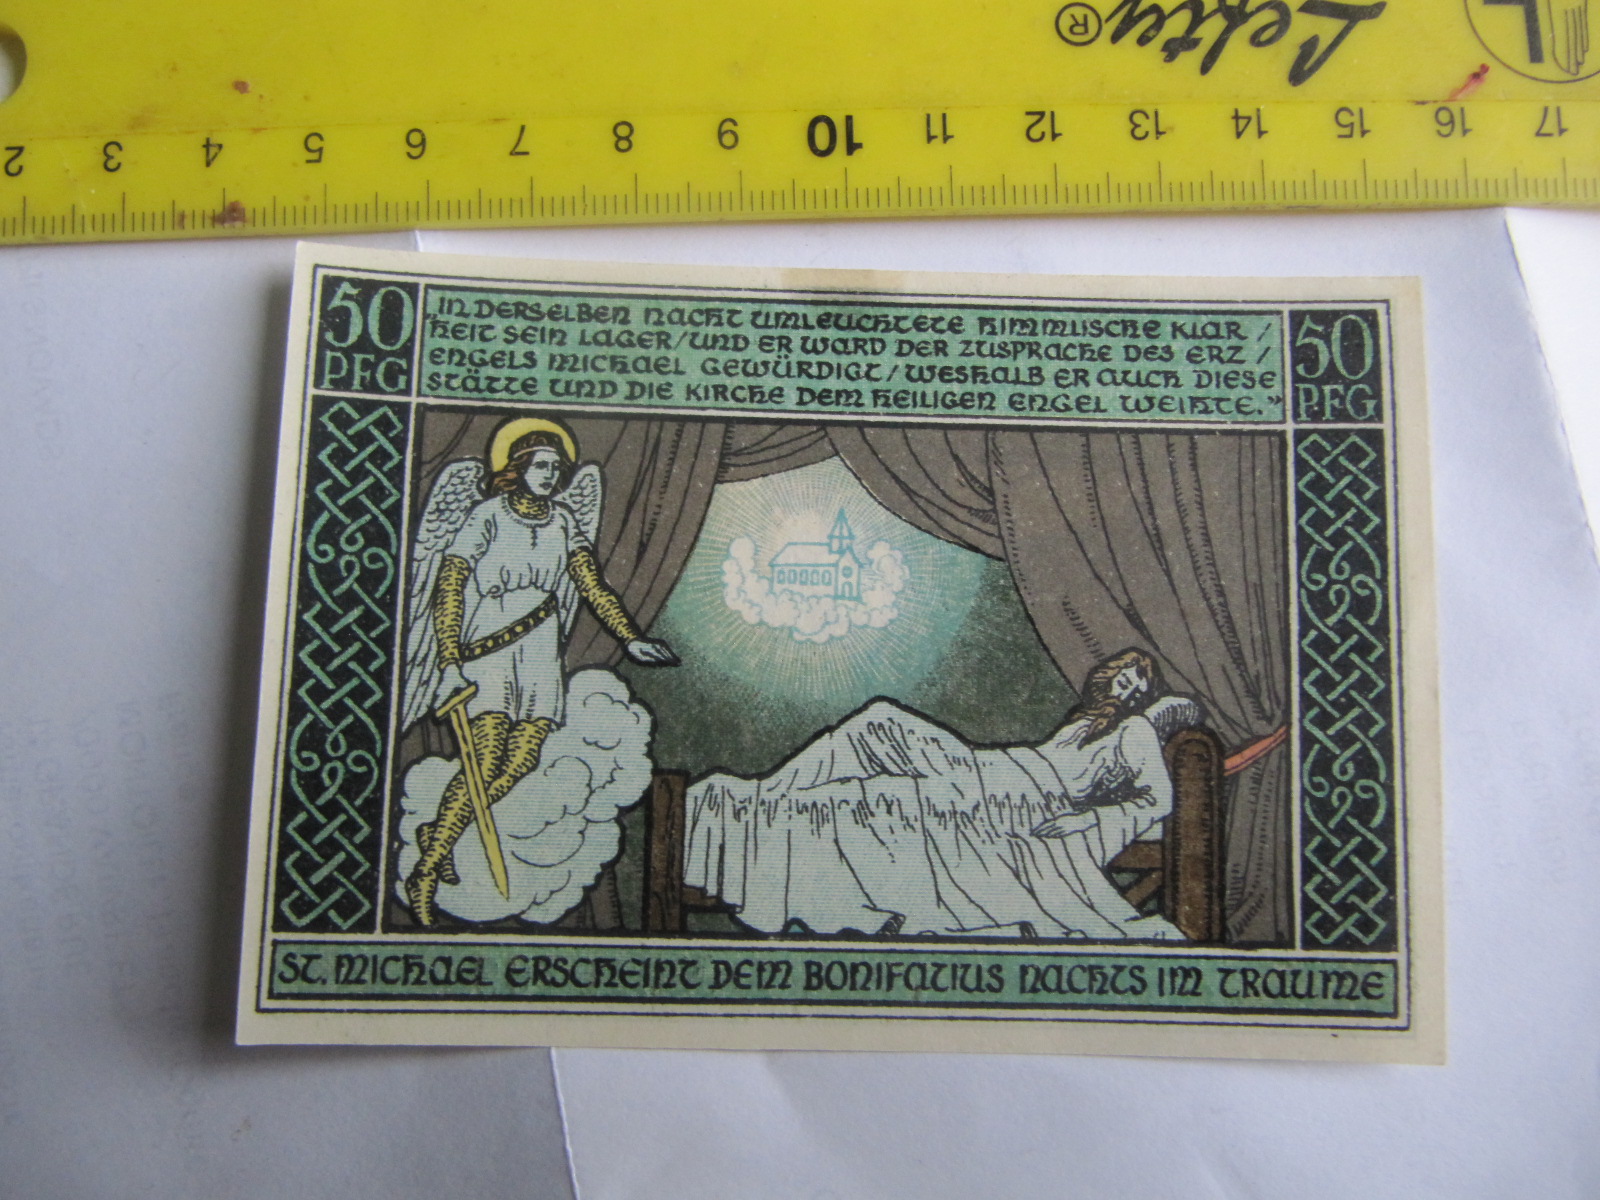 Lefty®
L
2 3 4 5 6 7 8 9 10 11 12 13 14 15 16 17
50
PFG
„IN DERSELBEN NACHT UMLEUCHTETE HIMMLISCHE KLAR /
HEIT SEIN LAGER / UND ER WARD DER ZUSPRACHE DES ERZ /
ENGELS MICHAEL GEWÜRDIGT / WESHALB ER AUCH DIESE
STÄTTE UND DIE KIRCHE DEM HEILIGEN ENGEL WEIHTE.”
50
PFG
ST. MICHAEL ERSCHEINT DEM BONIFATIUS NACHTS IM TRAUME